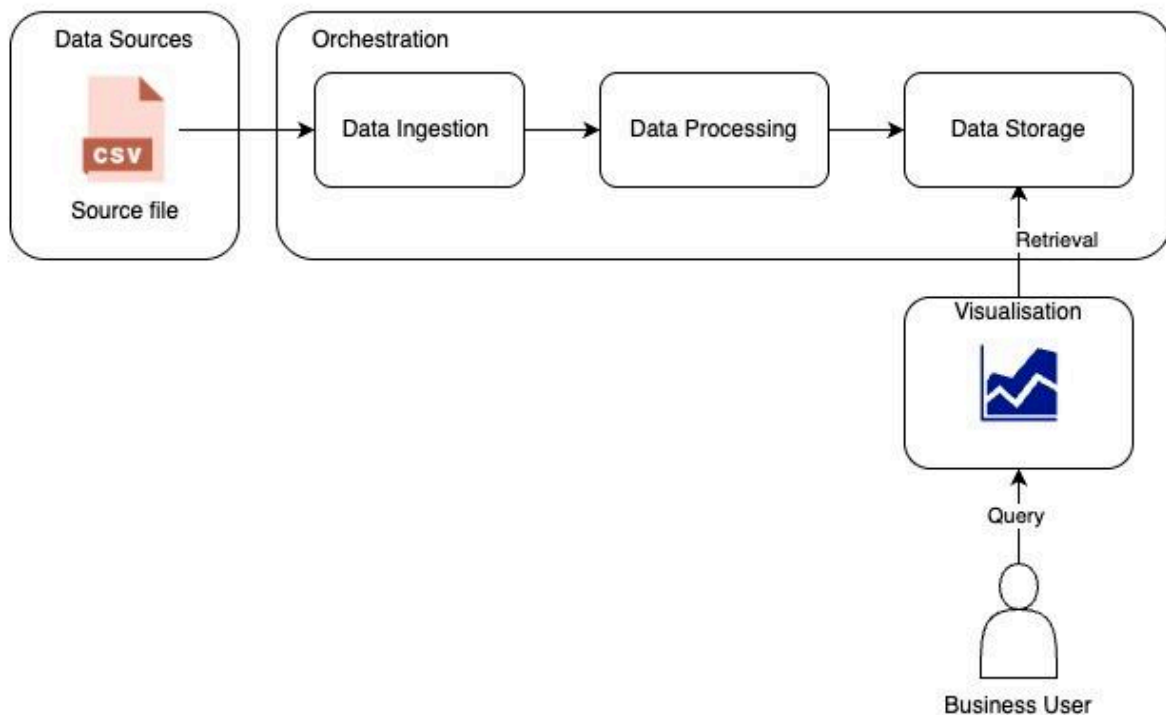 Data Sources
Orchestration
CSV
Source file
Data Ingestion
Data Processing
Data Storage
Retrieval
Visualisation
Query
Business User